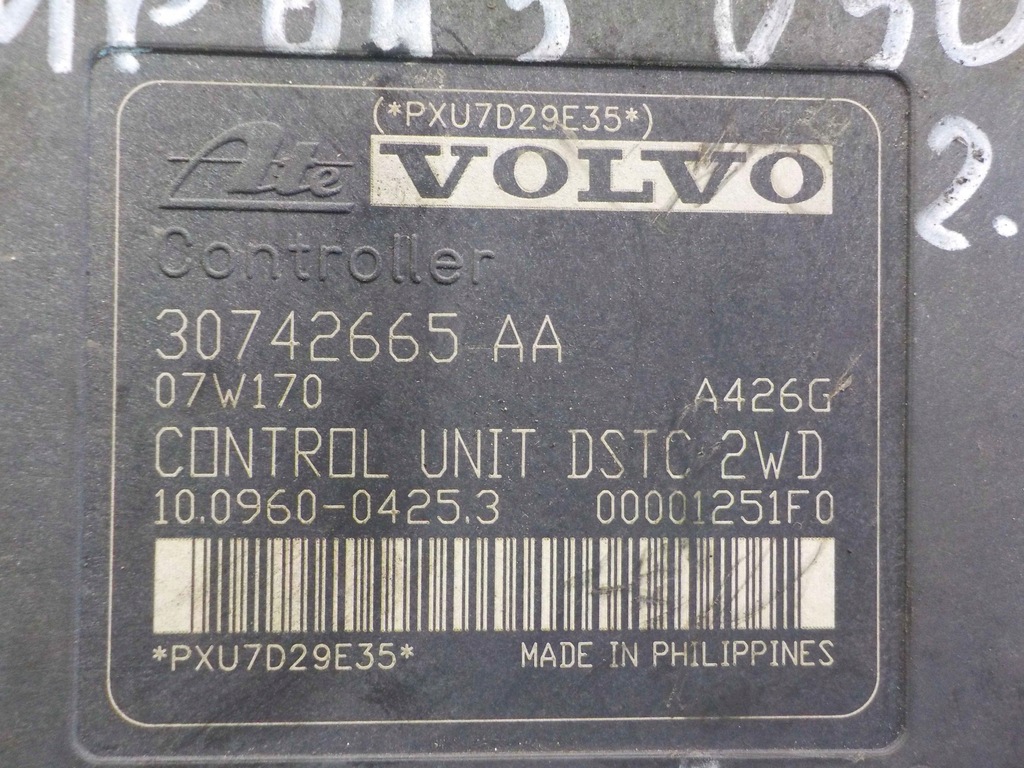 (*PXU7D29E35*)
Ate VOLVO
Controller
30742665 AA
07W170 A426G
CONTROL UNIT DSTC 2WD
10.0960-0425.3 00001251F0
*PXU7D29E35* MADE IN PHILIPPINES
2.